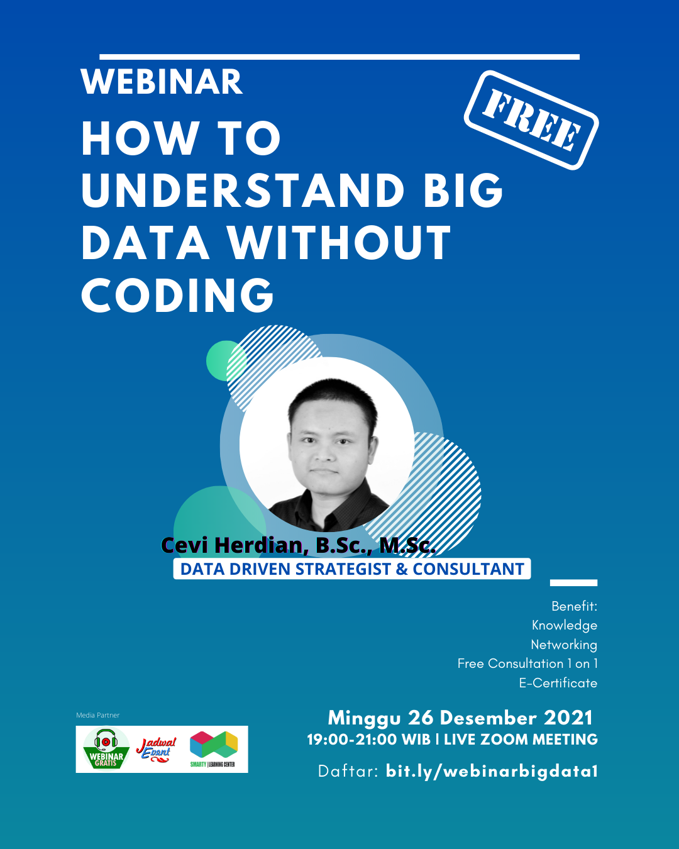 WEBINAR
FREE
HOW TO
UNDERSTAND BIG
DATA WITHOUT
CODING
Cevi Herdian, B.Sc., M.Sc.
DATA DRIVEN STRATEGIST & CONSULTANT
Benefit:
Knowledge
Networking
Free Consultation 1 on 1
E-Certificate
Media Partner
WEBINAR
GRATIS
Jadwal
Event
SMARTY LEARNING CENTER
Minggu 26 Desember 2021
19:00-21:00 WIB | LIVE ZOOM MEETING
Daftar: bit.ly/webinarbigdata1